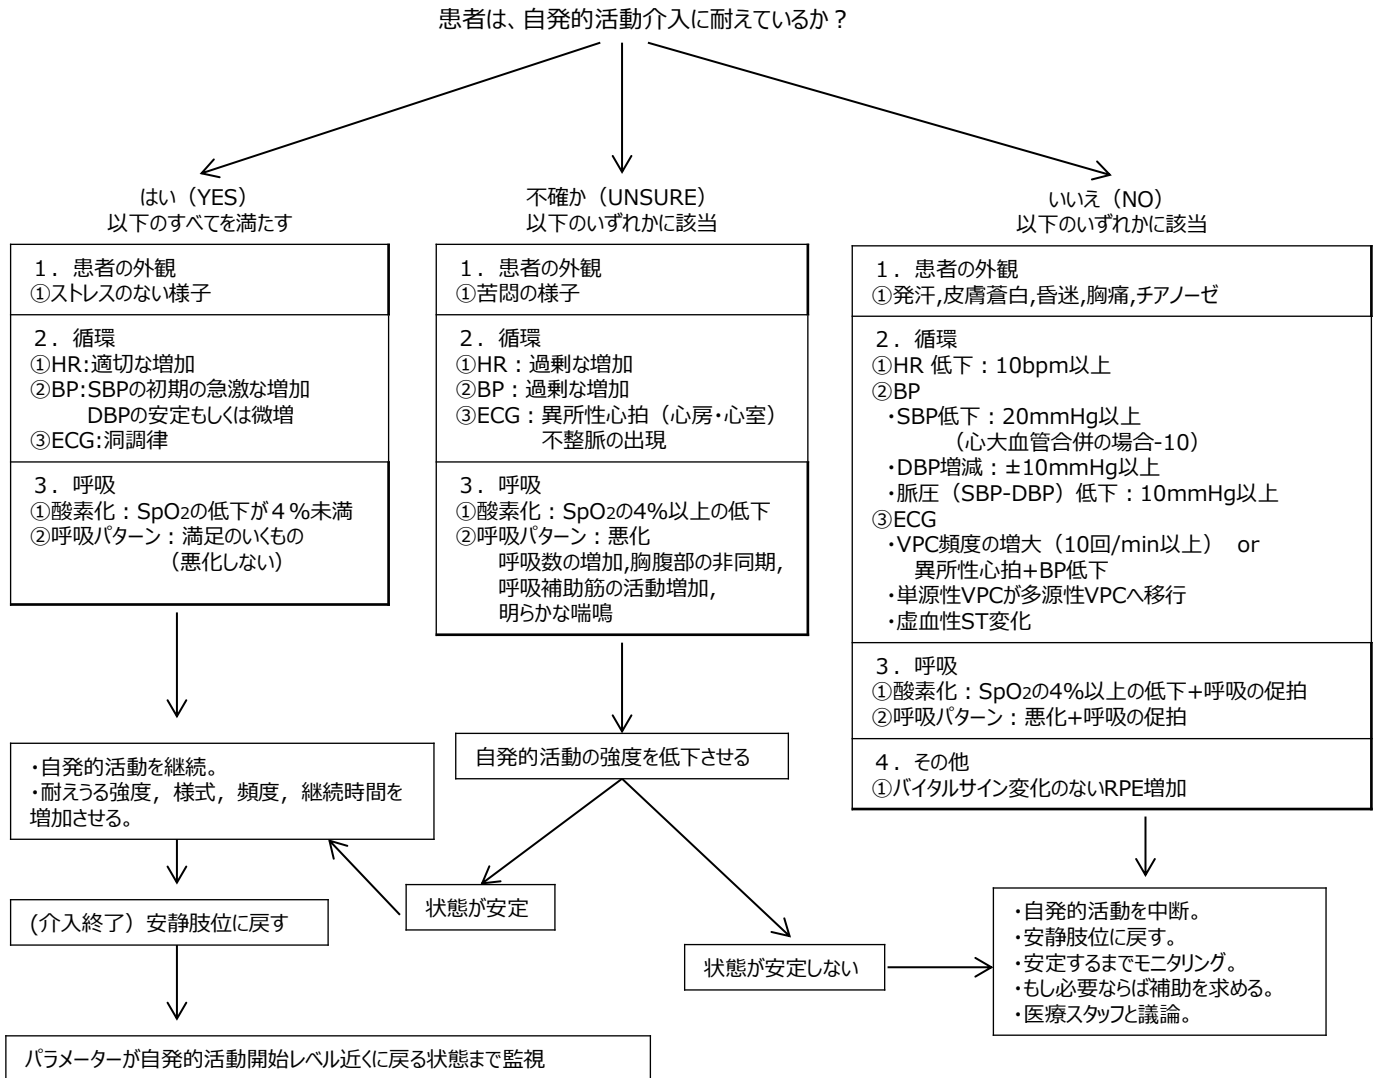 患者は、自発的活動介入に耐えているか？
はい（YES）
以下のすべてを満たす
1．患者の外観
①ストレスのない様子
2．循環
①HR:適切な増加
②BP:SBPの初期の急激な増加
DBPの安定もしくは微増
③ECG:洞調律
3．呼吸
①酸素化：SpO2の低下が４%未満
②呼吸パターン：満足のいくもの
（悪化しない）
・自発的活動を継続。
・耐えうる強度，様式，頻度，継続時間を
増加させる。
(介入終了）安静肢位に戻す
パラメーターが自発的活動開始レベル近くに戻る状態まで監視
不確か（UNSURE）
以下のいずれかに該当
1．患者の外観
①苦悶の様子
2．循環
①HR：過剰な増加
②BP：過剰な増加
③ECG：異所性心拍（心房・心室）
不整脈の出現
3．呼吸
①酸素化：SpO2の4%以上の低下
②呼吸パターン：悪化
呼吸数の増加,胸腹部の非同期,
呼吸補助筋の活動増加,
明らかな喘鳴
自発的活動の強度を低下させる
状態が安定
状態が安定しない
いいえ（NO）
以下のいずれかに該当
1．患者の外観
①発汗,皮膚蒼白,昏迷,胸痛,チアノーゼ
2．循環
①HR 低下：10bpm以上
②BP
・SBP低下：20mmHg以上
（心大血管合併の場合-10）
・DBP増減：±10mmHg以上
・脈圧（SBP-DBP）低下：10mmHg以上
③ECG
・VPC頻度の増大（10回/min以上） or
異所性心拍+BP低下
・単源性VPCが多源性VPCへ移行
・虚血性ST変化
3．呼吸
①酸素化：SpO2の4%以上の低下+呼吸の促拍
②呼吸パターン：悪化+呼吸の促拍
4．その他
①バイタルサイン変化のないRPE増加
・自発的活動を中断。
・安静肢位に戻す。
・安定するまでモニタリング。
・もし必要ならば補助を求める。
・医療スタッフと議論。